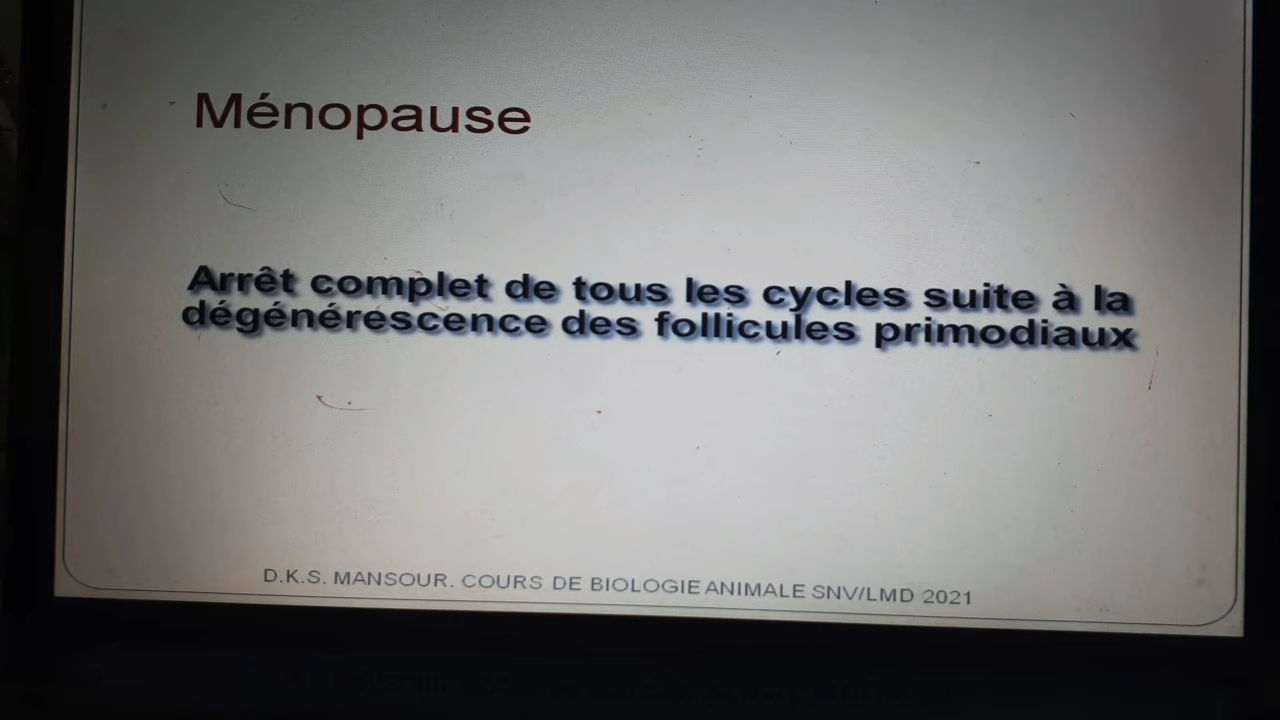 Ménopause
Arrêt complet de tous les cycles suite à la
dégénérescence des follicules primodiaux
D.K.S. MANSOUR. COURS DE BIOLOGIE ANIMALE SNV/LMD 2021